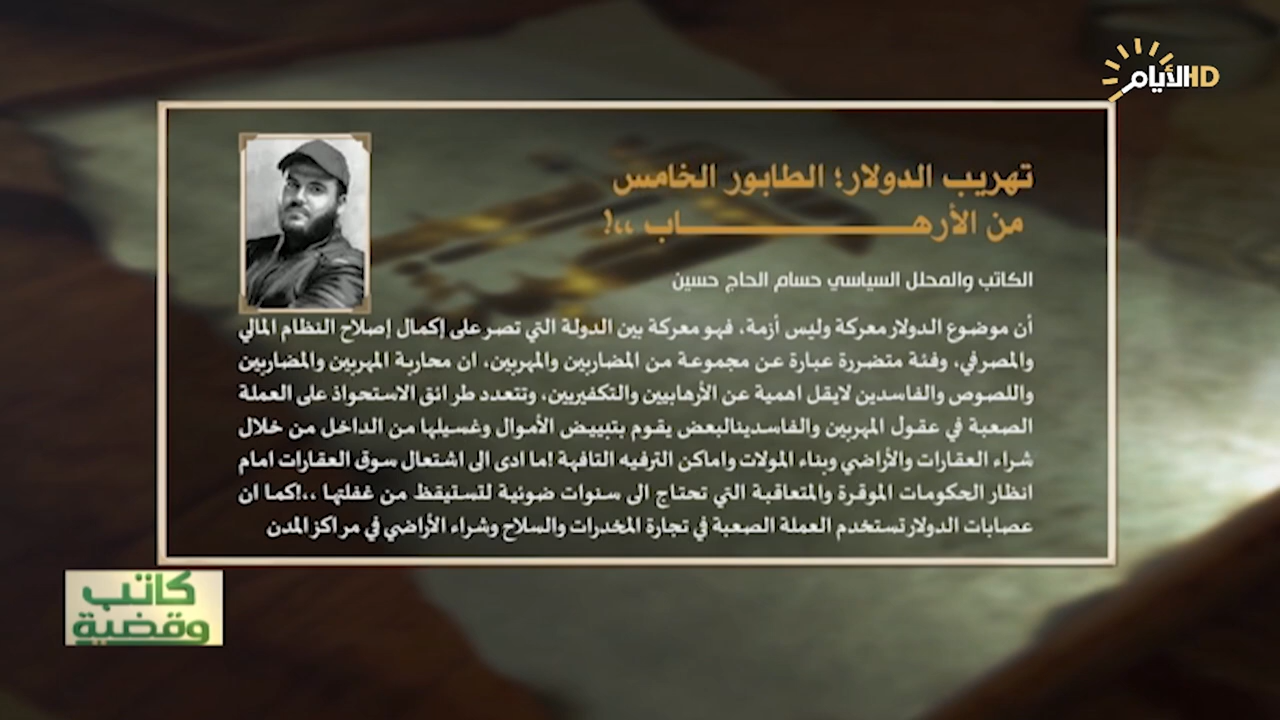 الأيام HD
تهريب الدولار؛ الطابور الخامس
من الأرهـــــــــــــــــاب ،،!
الكاتب والمحلل السياسي حسام الحاج حسين
أن موضوع الدولار معركة وليس أزمة، فهو معركة بين الدولة التي تصر على إكمال إصلاح النظام المالي
والمصرفي، وفئة متضررة عبارة عن مجموعة من المضاربين والمهربين، ان محاربة المهربين والمضاربين
واللصوص والفاسدين لايقل اهمية عن الأرهابيين والتكفيريين، وتتعدد طرائق الاستحواذ على العملة
الصعبة في عقول المهربين والفاسدينالبعض يقوم بتبييض الأموال وغسيلها من الداخل من خلال
شراء العقارات والأراضي وبناء المولات واماكن الترفيه التافهة !ما ادى الى اشتعال سوق العقارات امام
انظار الحكومات الموقرة والمتعاقبة التي تحتاج الى سنوات ضوئية لتستيقظ من غفلتها ،،!كما ان
عصابات الدولار تستخدم العملة الصعبة في تجارة المخدرات والسلاح وشراء الأراضي في مراكز المدن
كاتب
وقضية